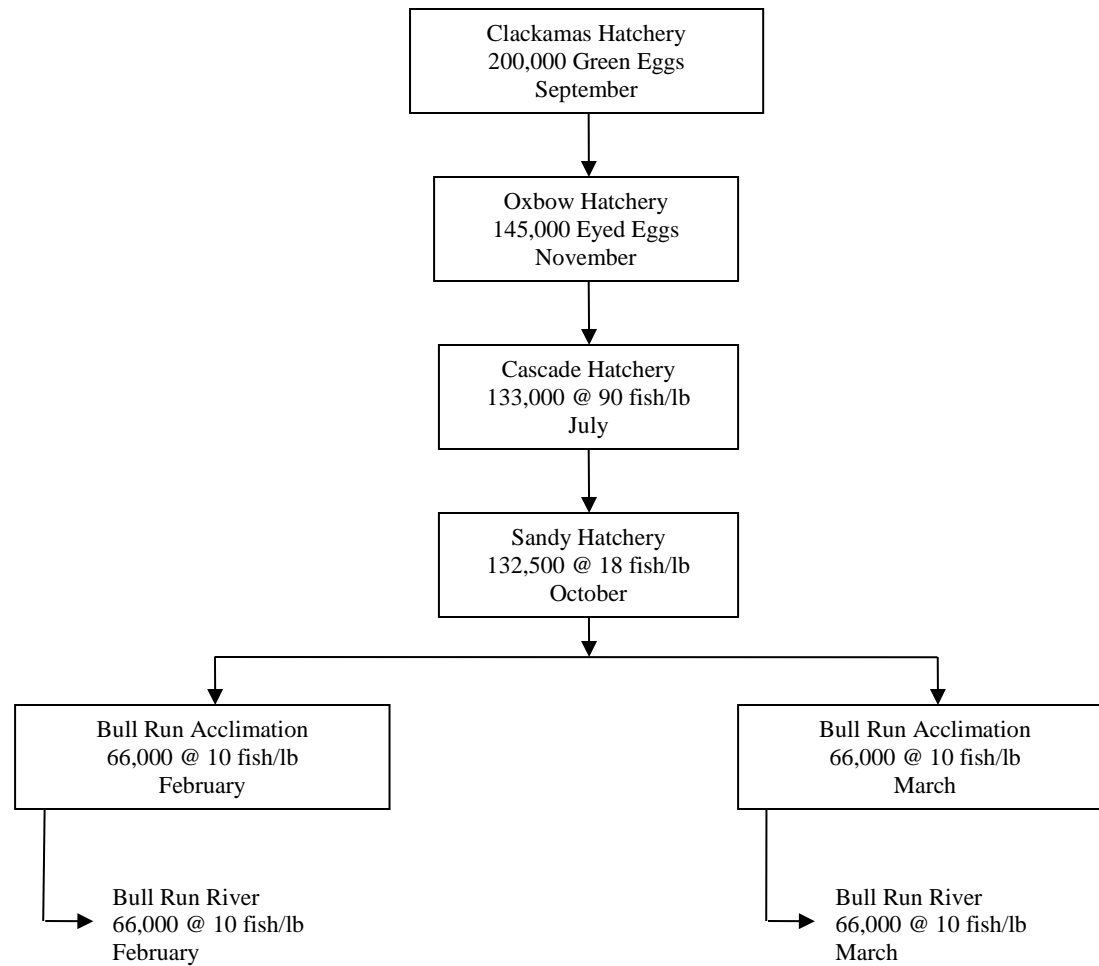 Clackamas Hatchery
200,000 Green Eggs
September
Oxbow Hatchery
145,000 Eyed Eggs
November
Cascade Hatchery
133,000 @ 90 fish/lb
July
Sandy Hatchery
132,500 @ 18 fish/lb
October
Bull Run Acclimation
66,000 @ 10 fish/lb
February
Bull Run Acclimation
66,000 @ 10 fish/lb
March
Bull Run River
66,000 @ 10 fish/lb
February
Bull Run River
66,000 @ 10 fish/lb
March